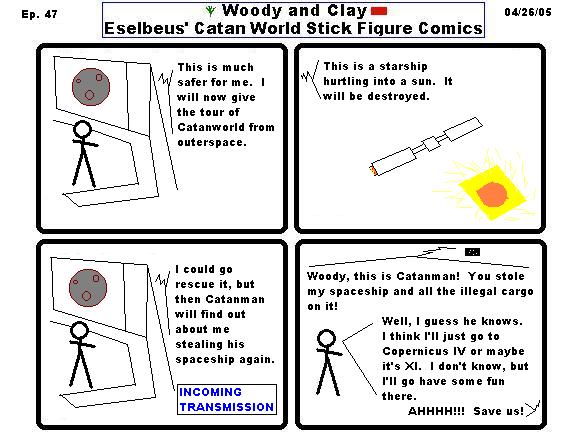 Ep. 47
Woody and Clay
04/26/05
Eselbeus' Catan World Stick Figure Comics
This is much
safer for me. I
will now give
the tour of
Catanworld from
outerspace.
This is a starship
hurtling into a sun. It
will be destroyed.
I could go
rescue it, but
then Catanman
will find out
about me
stealing his
spaceship again.
INCOMING
TRANSMISSION
Woody, this is Catanman! You stole
my spaceship and all the illegal cargo
on it!
Well, I guess he knows.
I think I'll just go to
Copernicus IV or maybe
it's XI. I don't know, but
I'll go have some fun
there.
AHHHH!!! Save us!